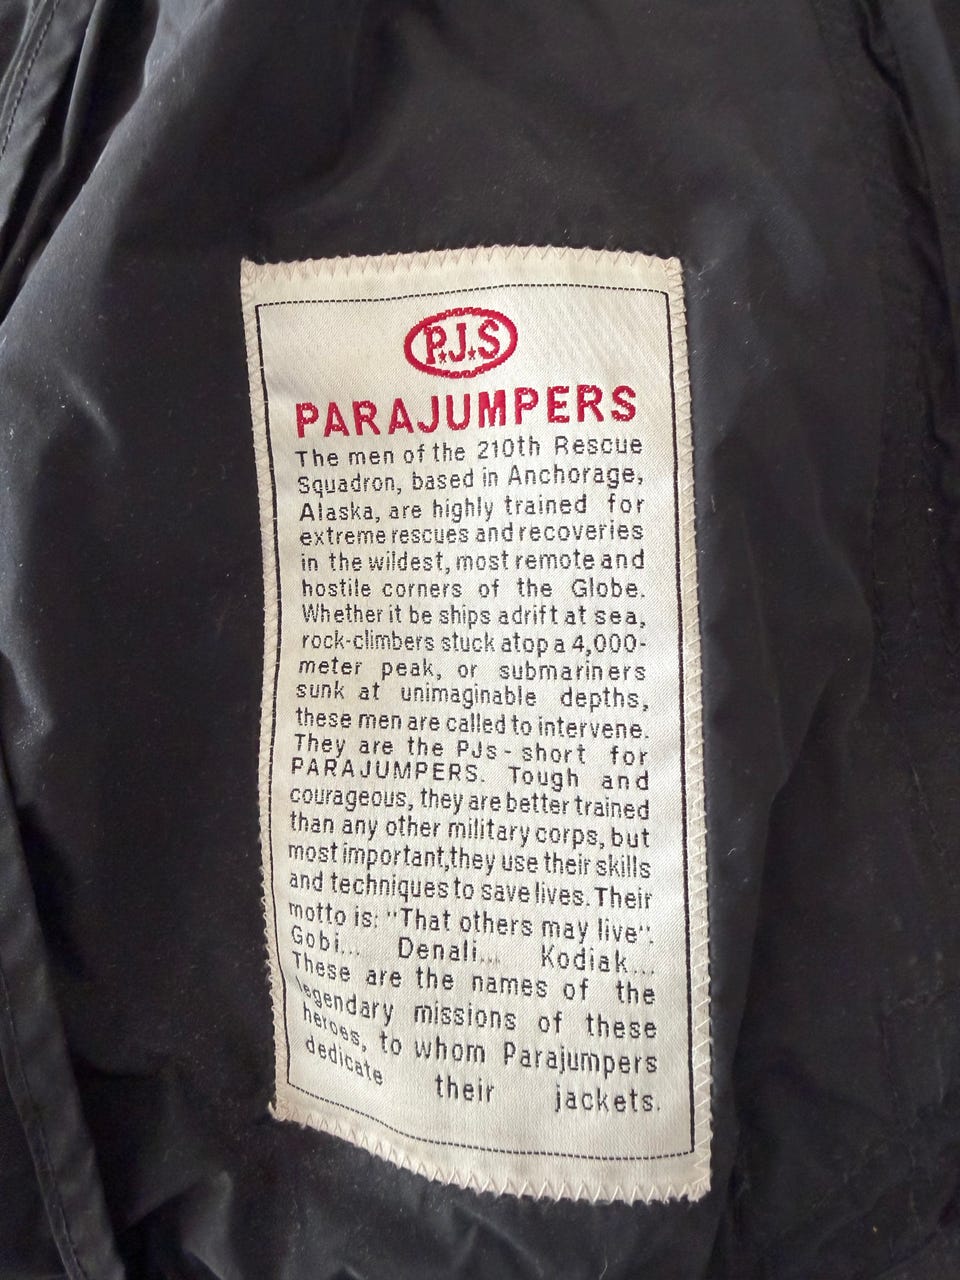 P.J.S
PARAJUMPERS
The men of the 210th Rescue
Squadron, based in Anchorage,
Alaska, are highly trained for
extreme rescues and recoveries
in the wildest, most remote and
hostile corners of the Globe.
Whether it be ships adrift at sea,
rock-climbers stuck atop a 4,000-
meter peak, or submariners
sunk at unimaginable depths,
these men are called to intervene.
They are the PJs - short for
PARAJUMPERS. Tough and
courageous, they are better trained
than any other military corps, but
most important,they use their skills
and techniques to save lives. Their
motto is: "That others may live".
Gobi... Denali... Kodiak...
These are the names of the
legendary missions of these
heroes, to whom Parajumpers
dedicate their jackets.